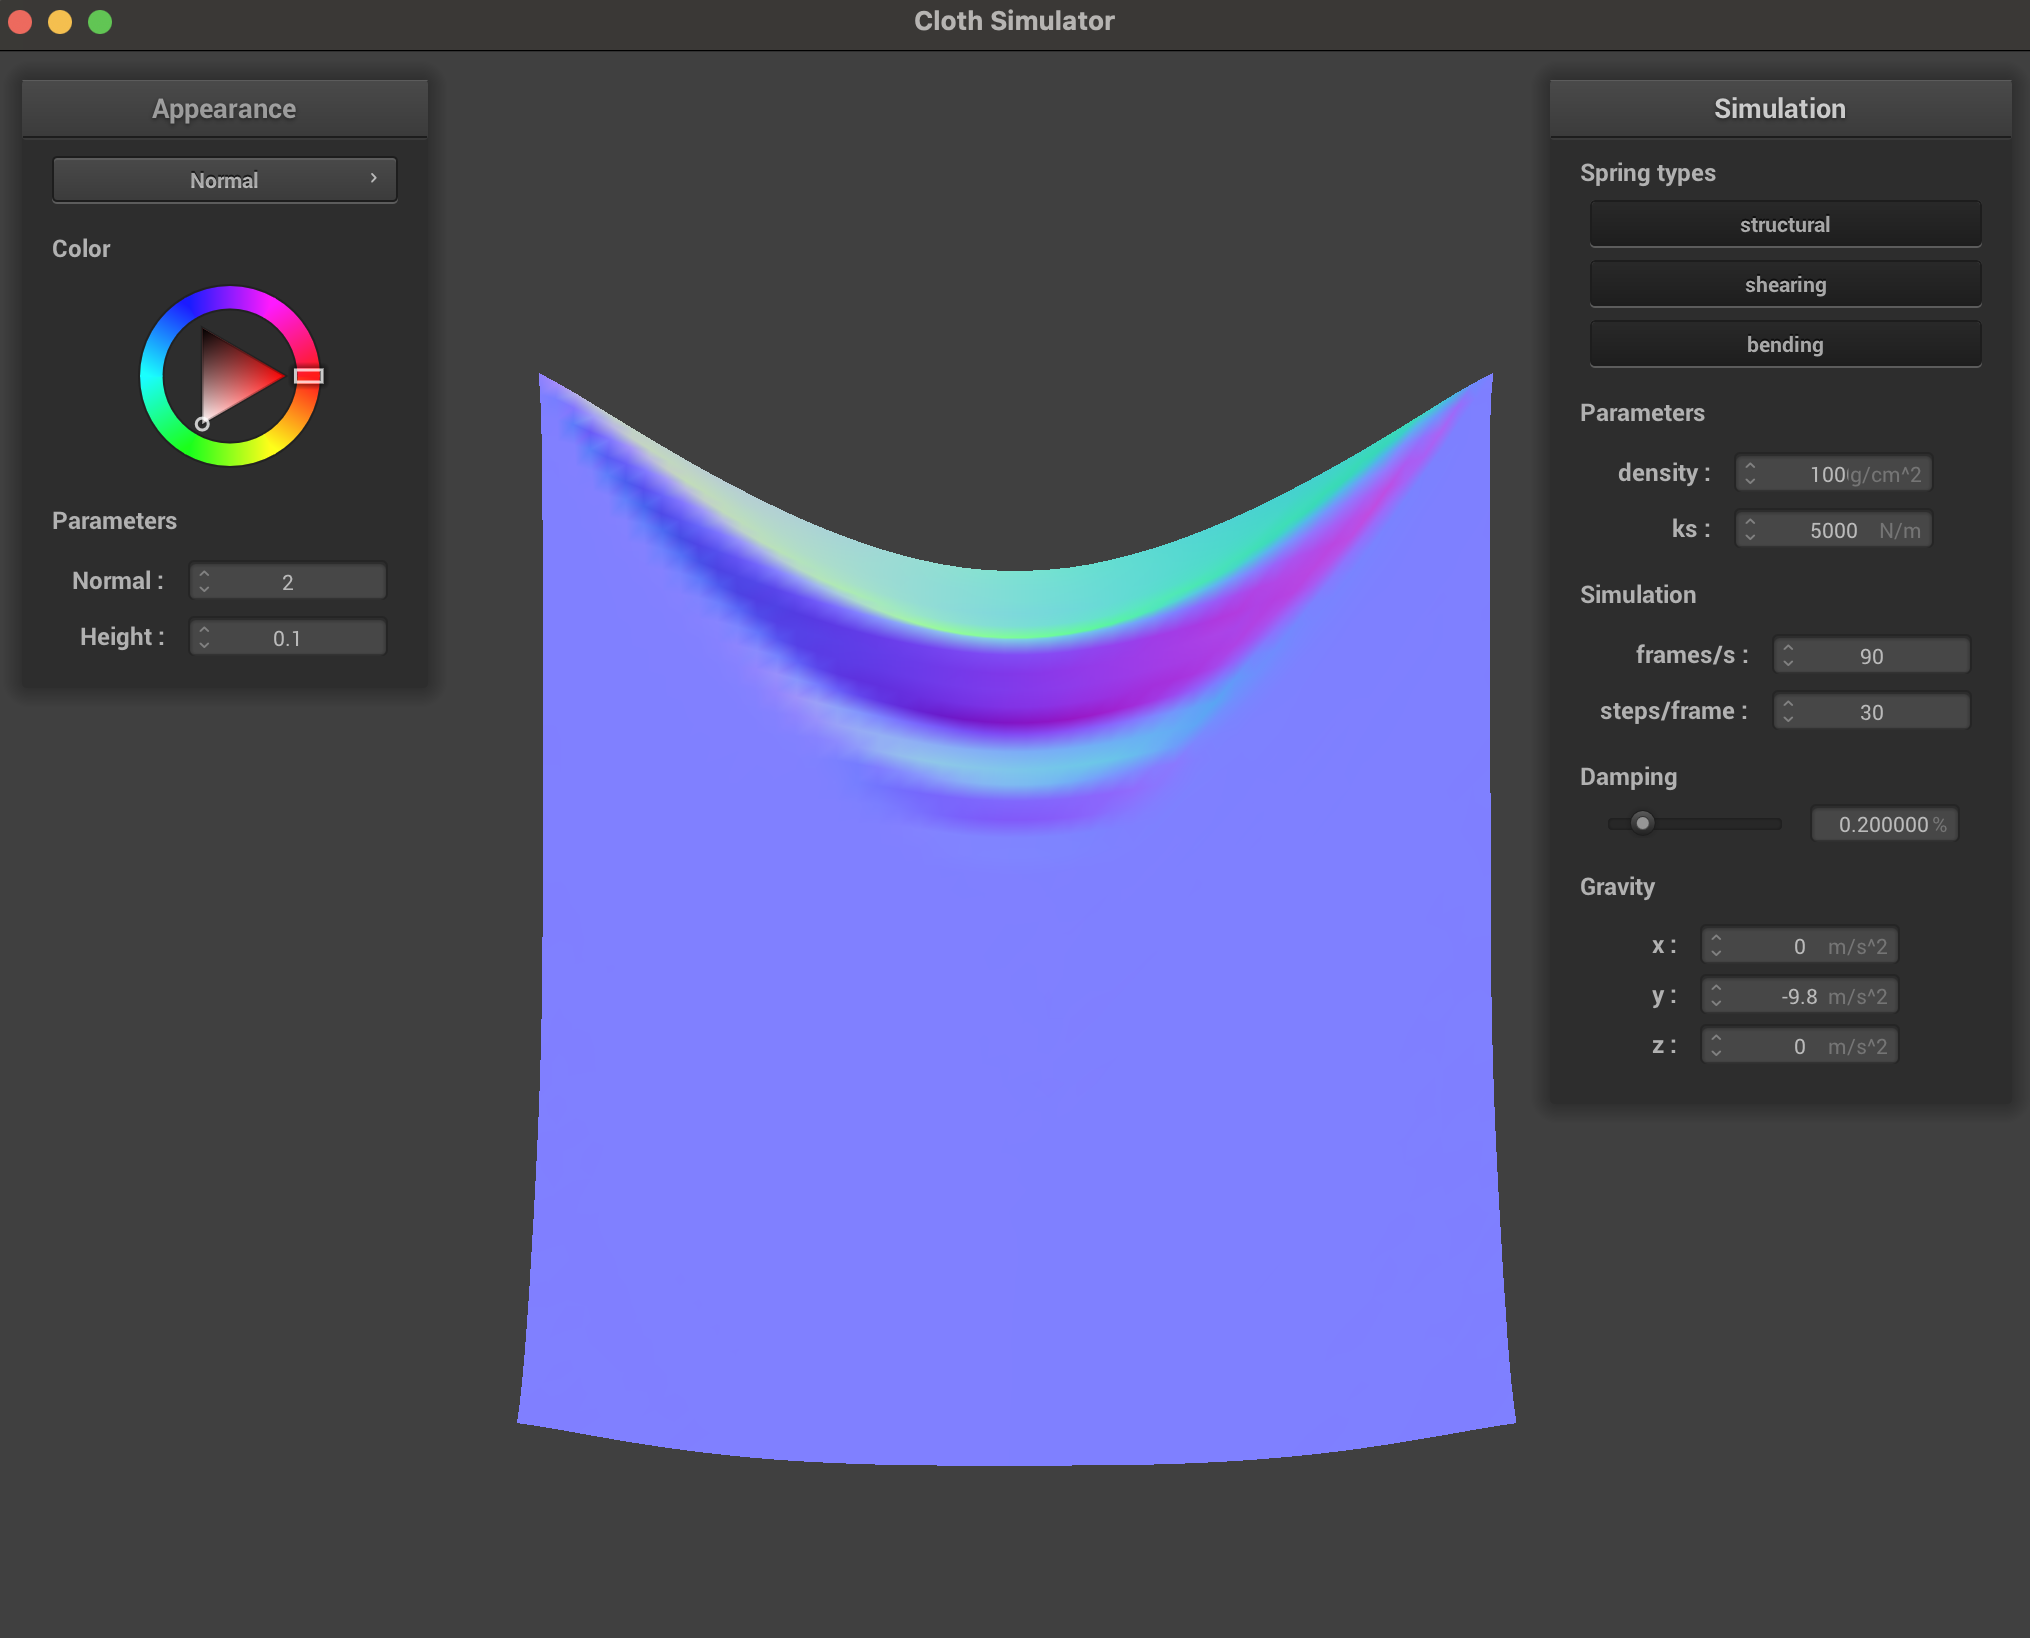 Cloth Simulator
Appearance
Normal
Color
Parameters
Normal : 2
Height : 0.1
Simulation
Spring types
structural
shearing
bending
Parameters
density : 100 g/cm^2
ks : 5000 N/m
Simulation
frames/s : 90
steps/frame : 30
Damping
0.200000 %
Gravity
x : 0 m/s^2
y : -9.8 m/s^2
z : 0 m/s^2